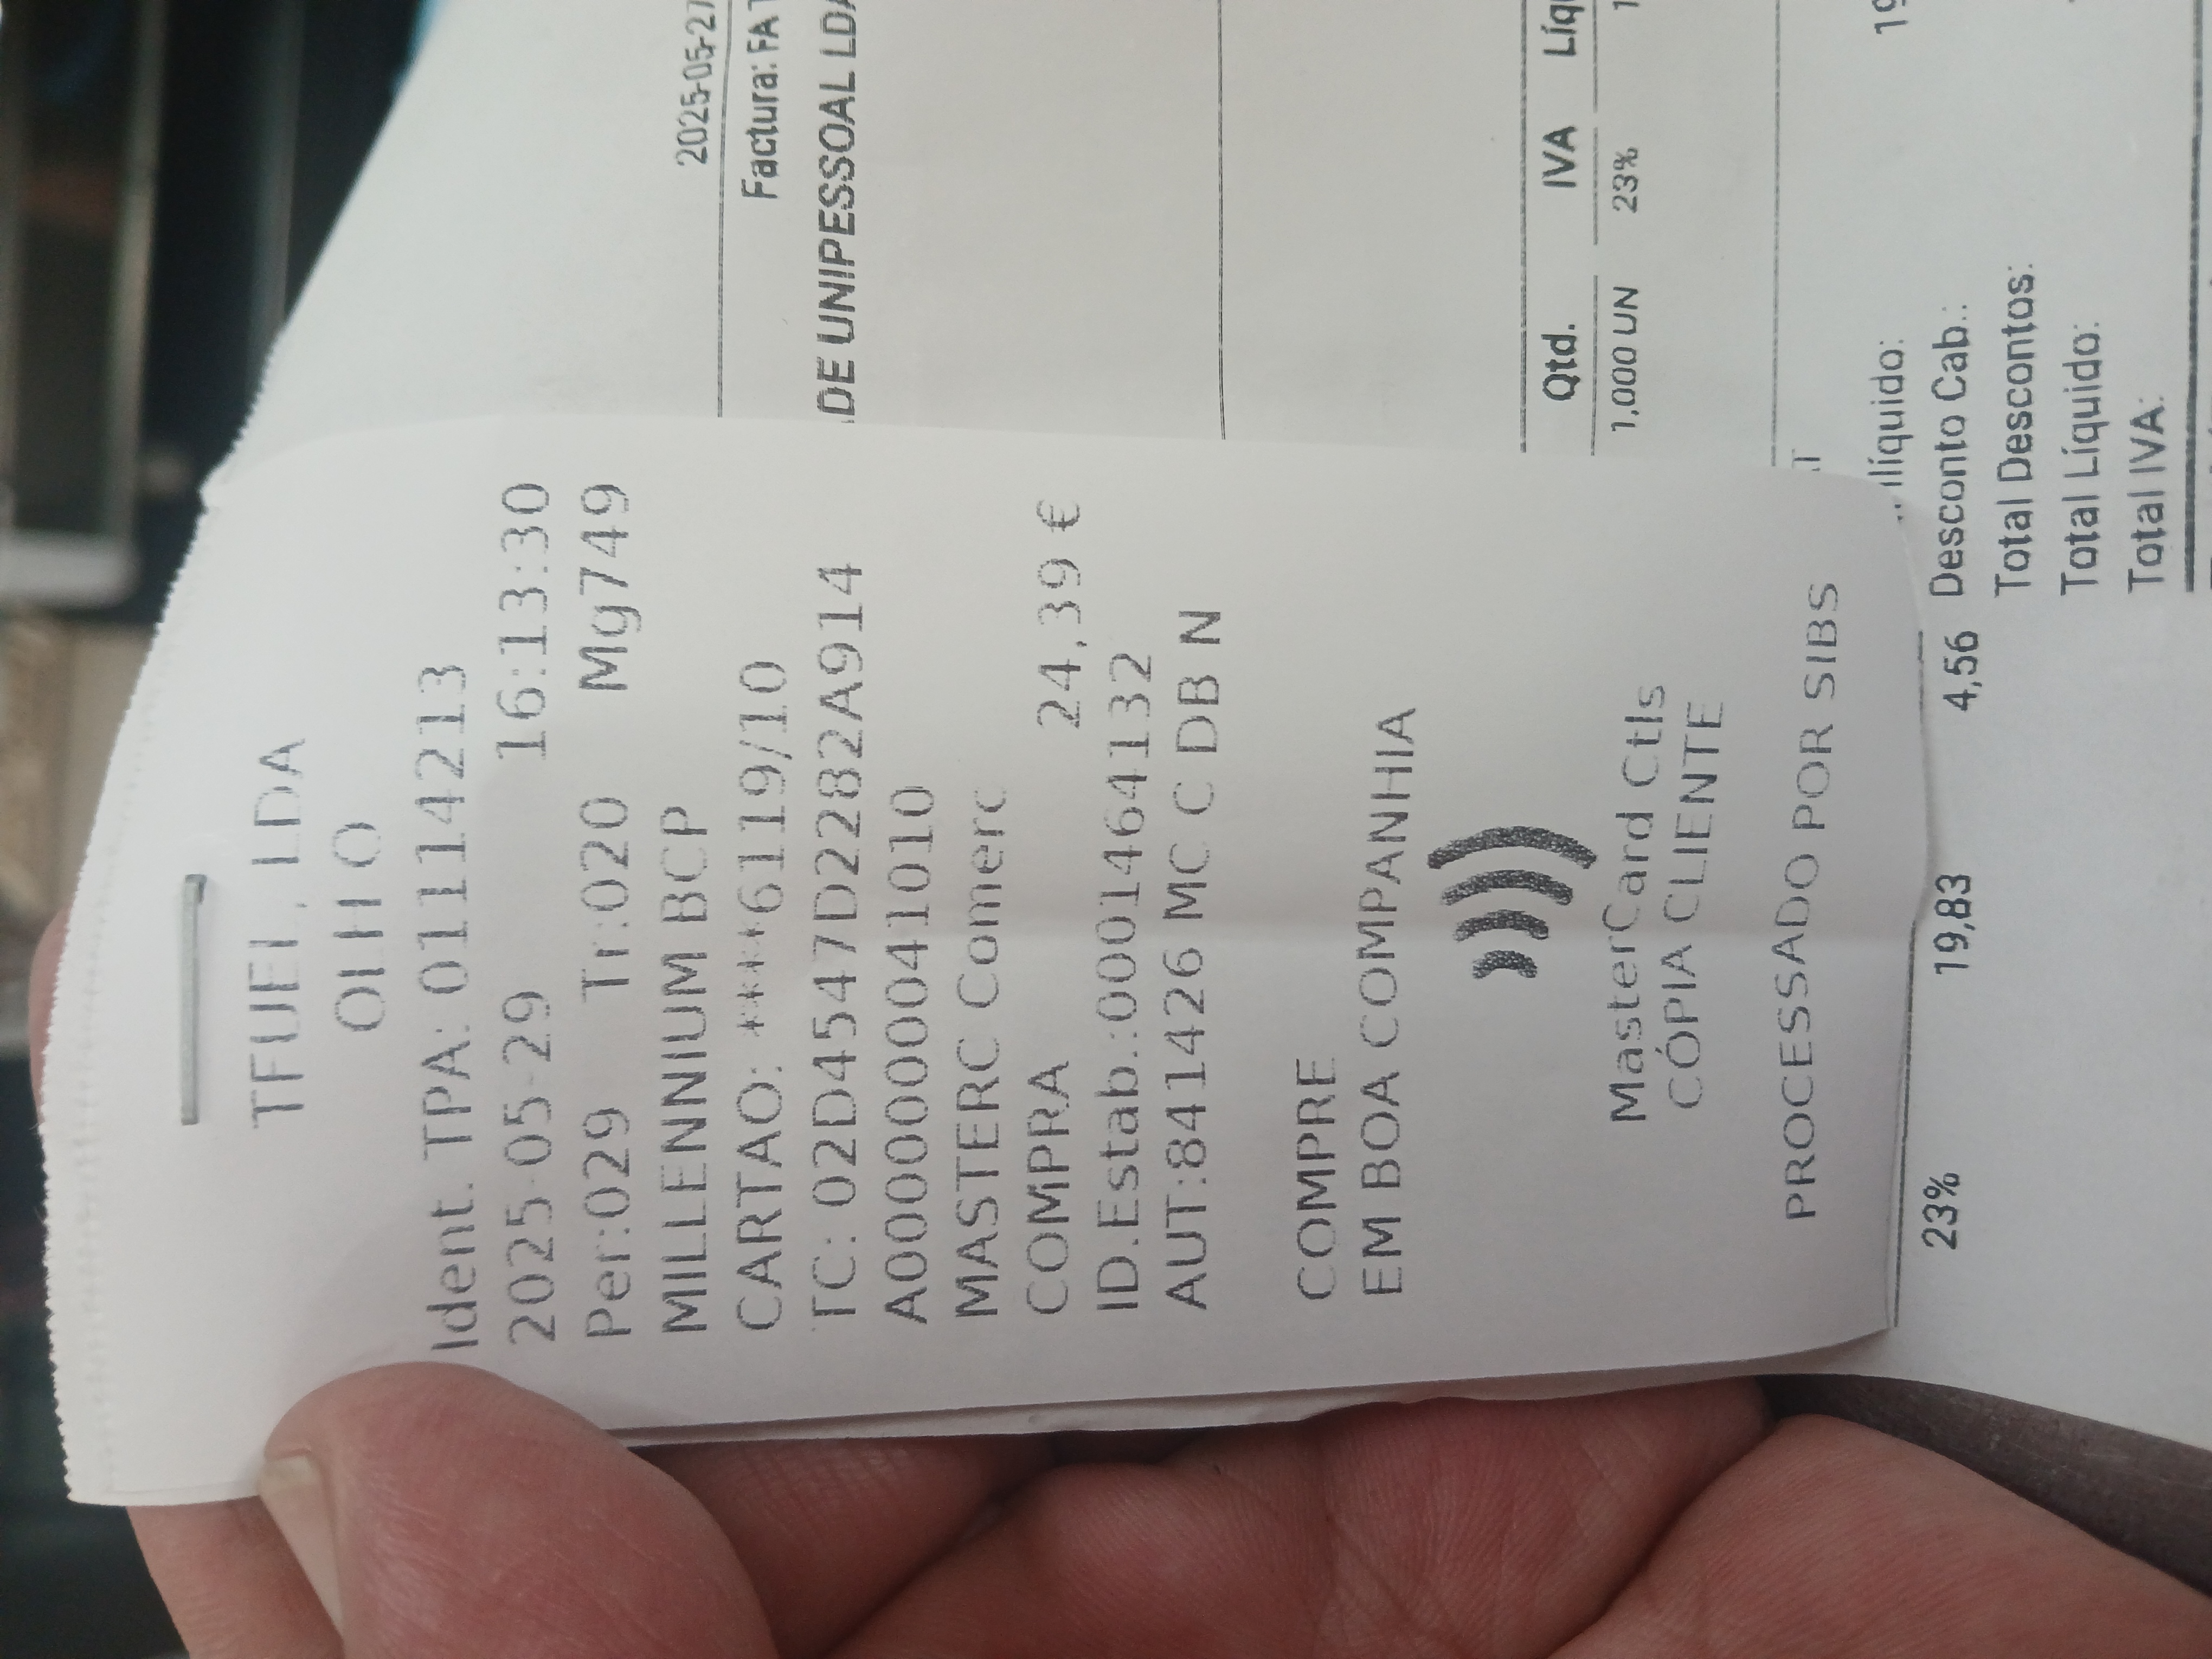 TFUEL, LDA
OLH O
Ident. TPA: 0111 4213
2025-05-29 16:13:30
Per:029 Tr:020 Mg749
MILLENNIUM BCP
CARTAO: ****6119/10
TC: 02D4547D2282A914
A0000000041010
MASTERC Comerc
COMPRA 24,39 €
ID.Estab.:0001464132
AUT:841426 MC C DB N
COMPRE
EM BOA COMPANHIA
MasterCard Ctls
CÓPIA CLIENTE
PROCESSADO POR SIBS
2025-05-27
Factura: FA
DE UNIPESSOAL LDA
Qtd. IVA
1,000 UN 23%
23% 19,83 4,56
Desconto Cab.:
Total Descontos:
Total Líquido:
Total IVA: